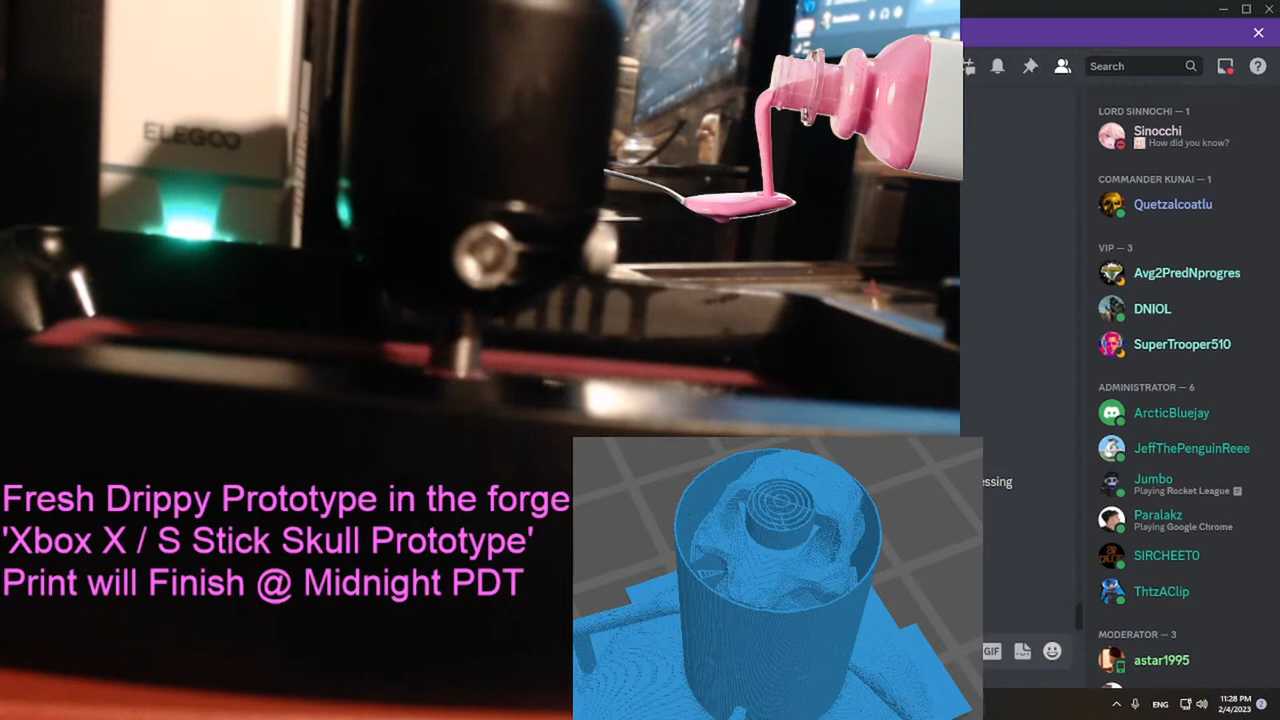 ELEGOO
Fresh Drippy Prototype in the forge
'Xbox X / S Stick Skull Prototype'
Print will Finish @ Midnight PDT
essing
GIF
Search
LORD SINNOCHI — 1
Sinocchi
How did you know?
COMMANDER KUNAI — 1
Quetzalcoatlu
VIP — 3
Avg2PredNprogres
DNIOL
SuperTrooper510
ADMINISTRATOR — 6
ArcticBluejay
JeffThePenguinReee
Jumbo
Playing Rocket League
Paralakz
Playing Google Chrome
SIRCHEETO
ThtzAClip
MODERATOR — 3
astar1995
ENG
11:28 PM
2/4/2023
2